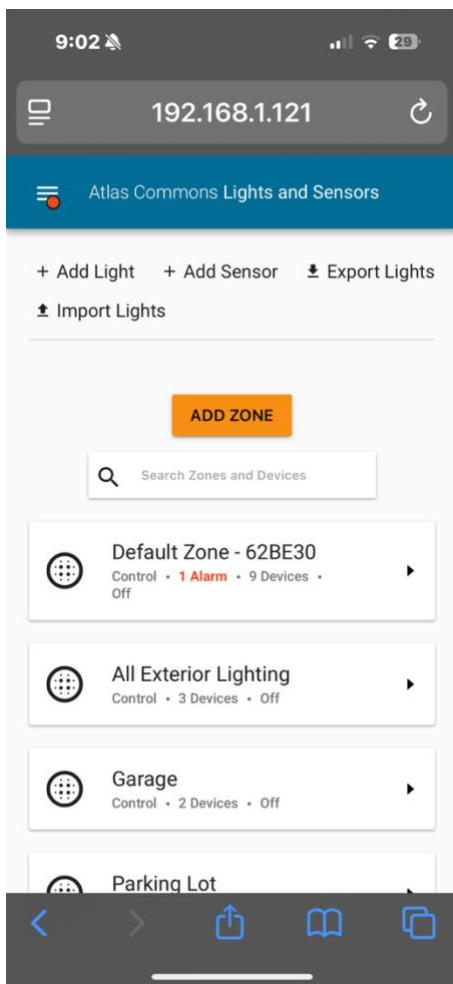 9:02
29
192.168.1.121
Atlas Commons Lights and Sensors
+ Add Light + Add Sensor Export Lights
Import Lights
ADD ZONE
Search Zones and Devices
Default Zone - 62BE30
Control • 1 Alarm • 9 Devices •
Off
All Exterior Lighting
Control • 3 Devices • Off
Garage
Control • 2 Devices • Off
Parking Lot